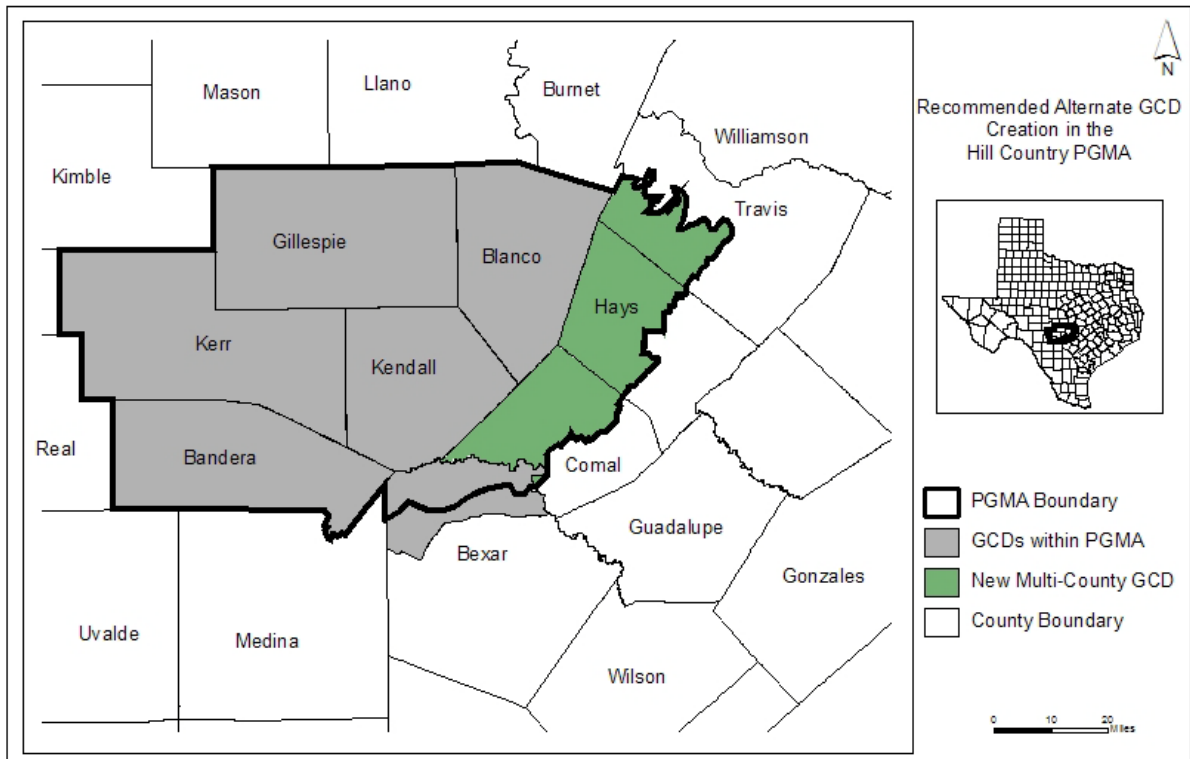 Mason
Llano
Burnet
Williamson
Kimble
Travis
Gillespie
Blanco
Hays
Kerr
Kendall
Real
Bandera
Comal
Guadalupe
Bexar
Gonzales
Uvalde
Medina
Wilson
N
Recommended Alternate GCD
Creation in the
Hill Country PGMA
PGMA Boundary
GCDs within PGMA
New Multi-County GCD
County Boundary
0 10 20
Miles